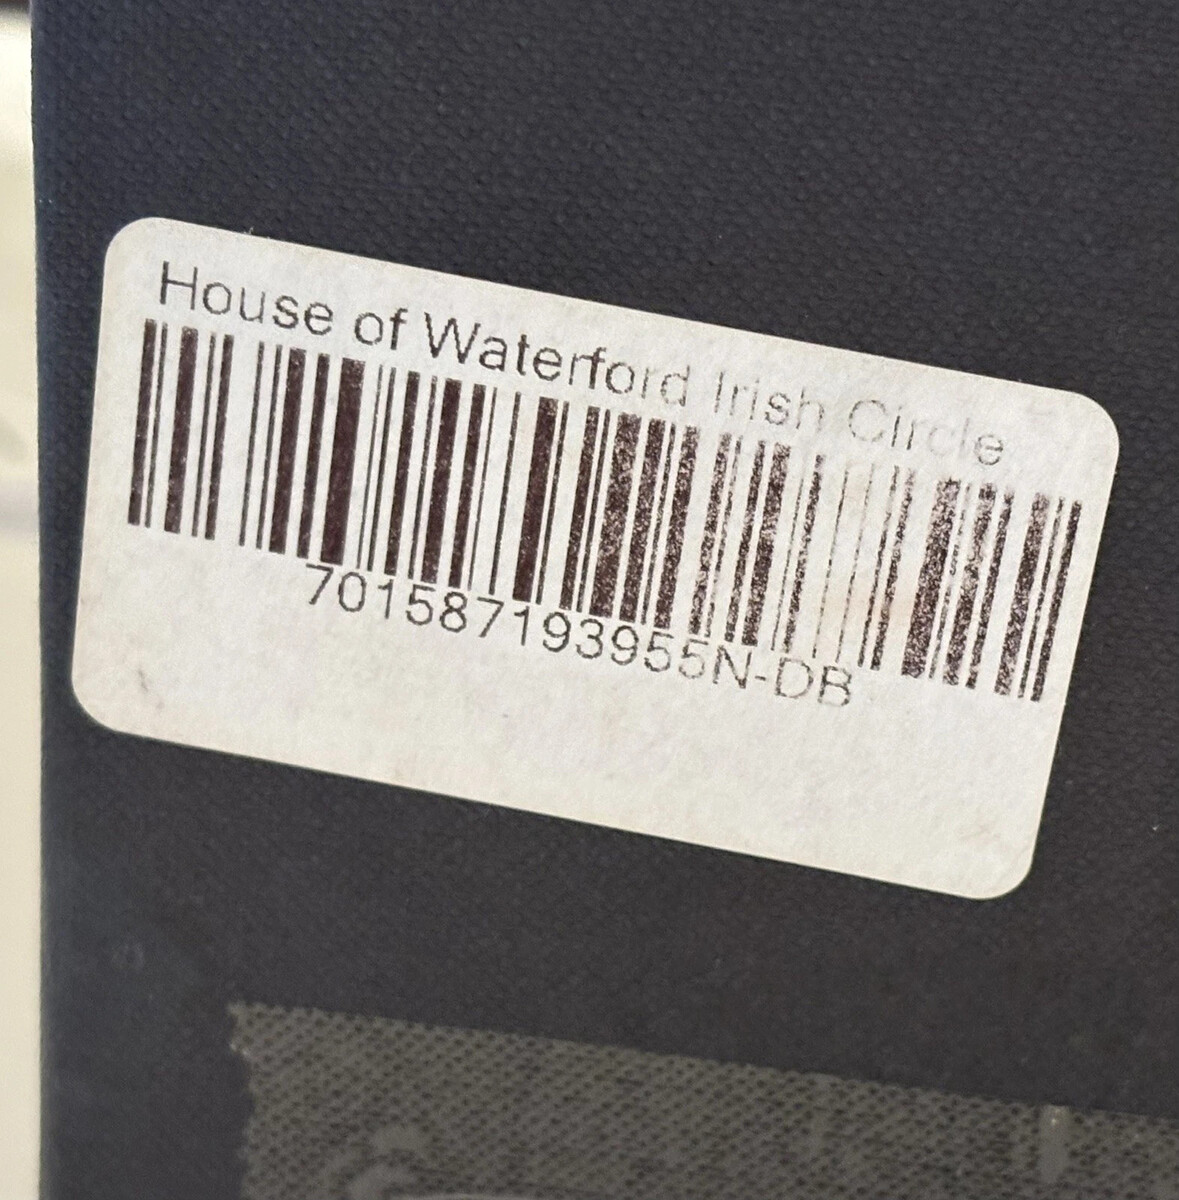 House of Waterford Irish Circle
701587193955N-DB